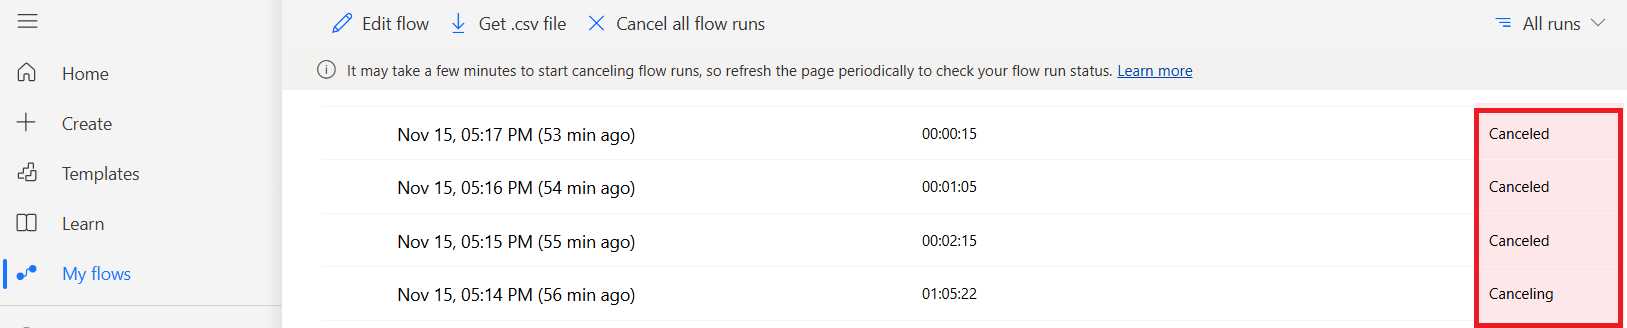 Edit flow
Get .csv file
Cancel all flow runs
All runs
It may take a few minutes to start canceling flow runs, so refresh the page periodically to check your flow run status. Learn more
Home
Create
Templates
Learn
My flows
Nov 15, 05:17 PM (53 min ago) 00:00:15 Canceled
Nov 15, 05:16 PM (54 min ago) 00:01:05 Canceled
Nov 15, 05:15 PM (55 min ago) 00:02:15 Canceled
Nov 15, 05:14 PM (56 min ago) 01:05:22 Canceling